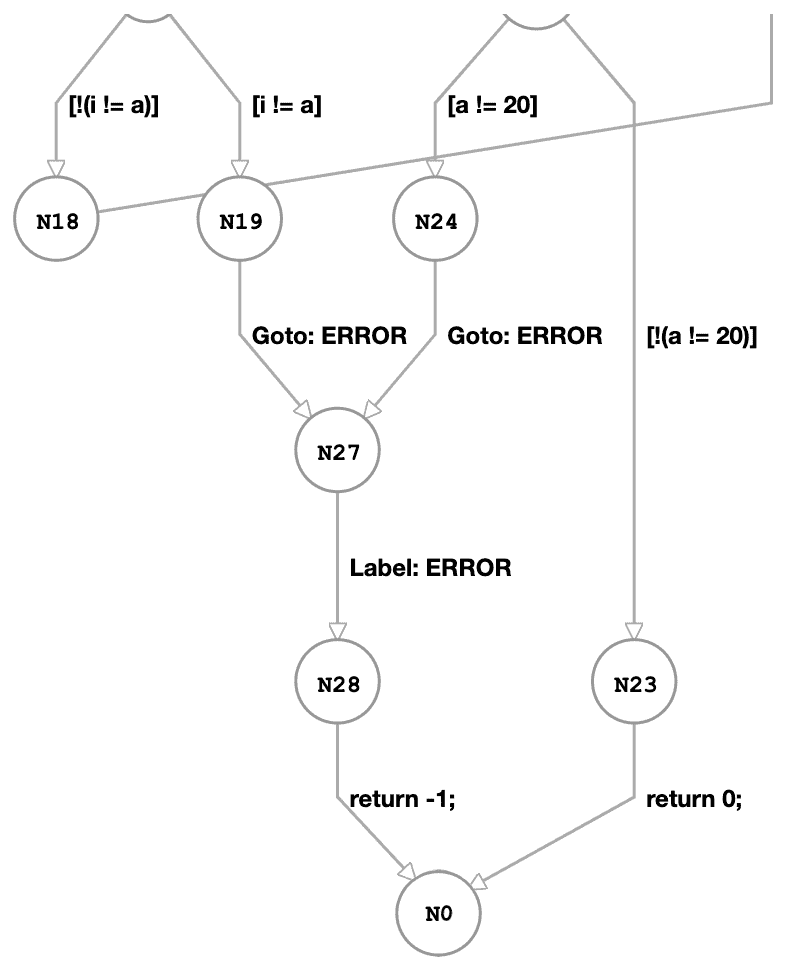 [!(i != a)]
[i != a]
[a != 20]
N18
N19
N24
Goto: ERROR
Goto: ERROR
[!(a != 20)]
N27
Label: ERROR
N28
N23
return -1;
return 0;
N0